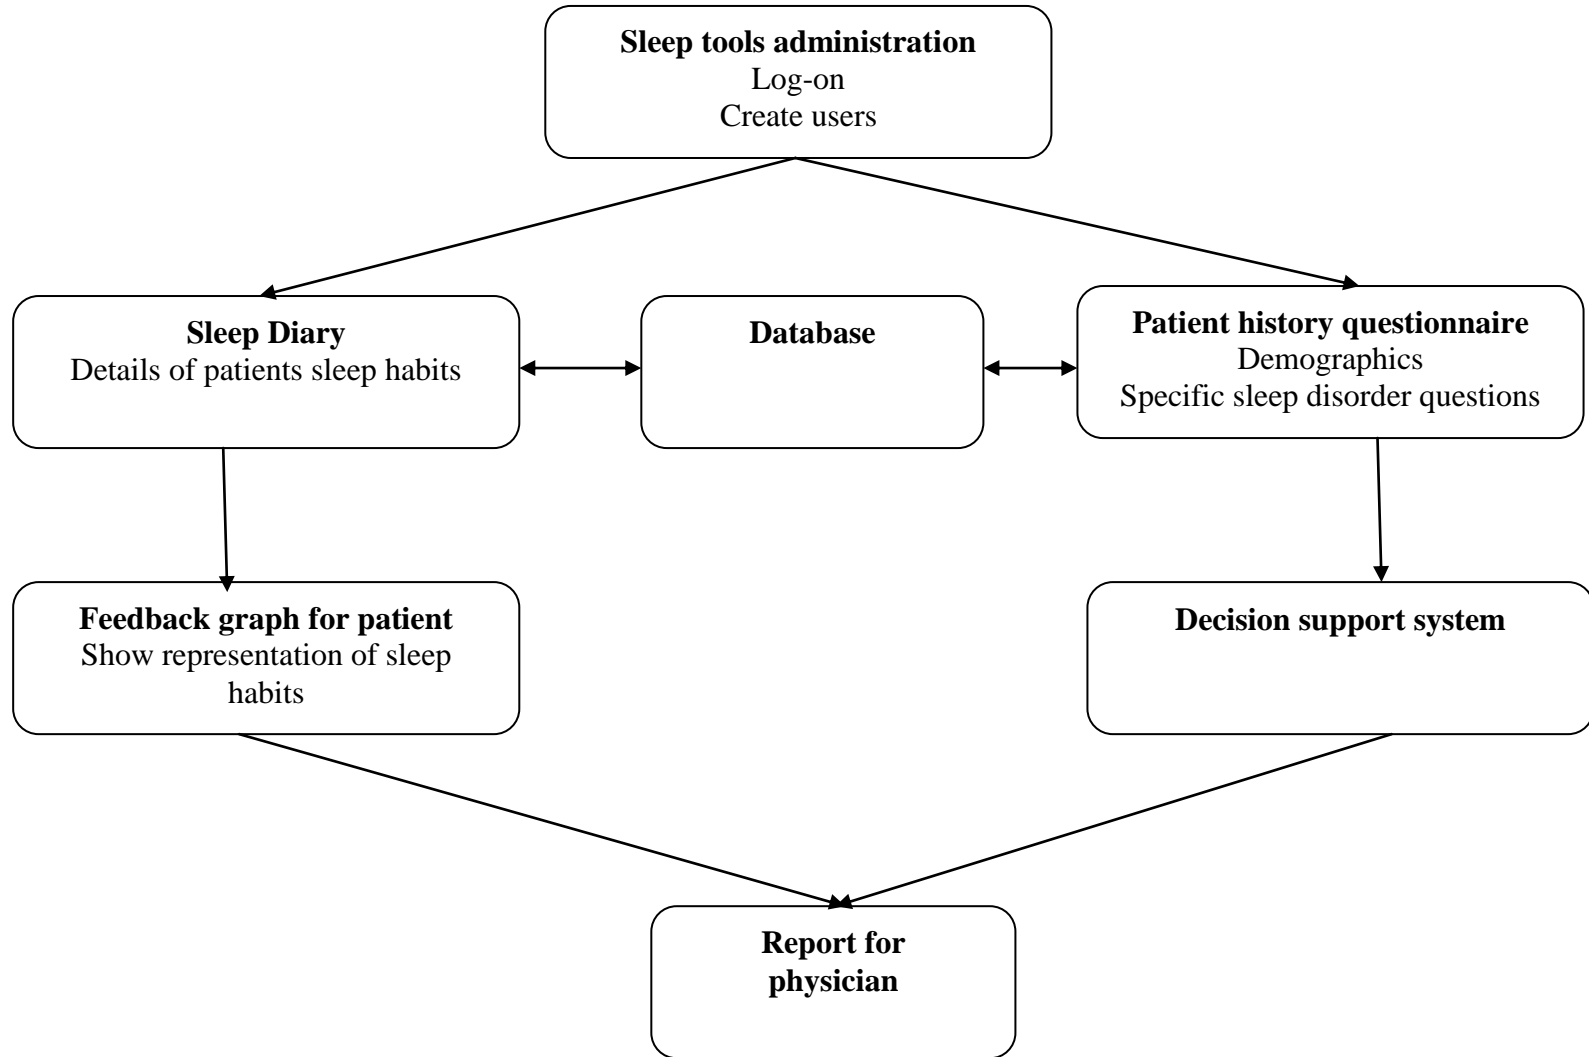 Sleep tools administration
Log-on
Create users
Sleep Diary
Details of patients sleep habits
Database
Patient history questionnaire
Demographics
Specific sleep disorder questions
Feedback graph for patient
Show representation of sleep
habits
Decision support system
Report for
physician